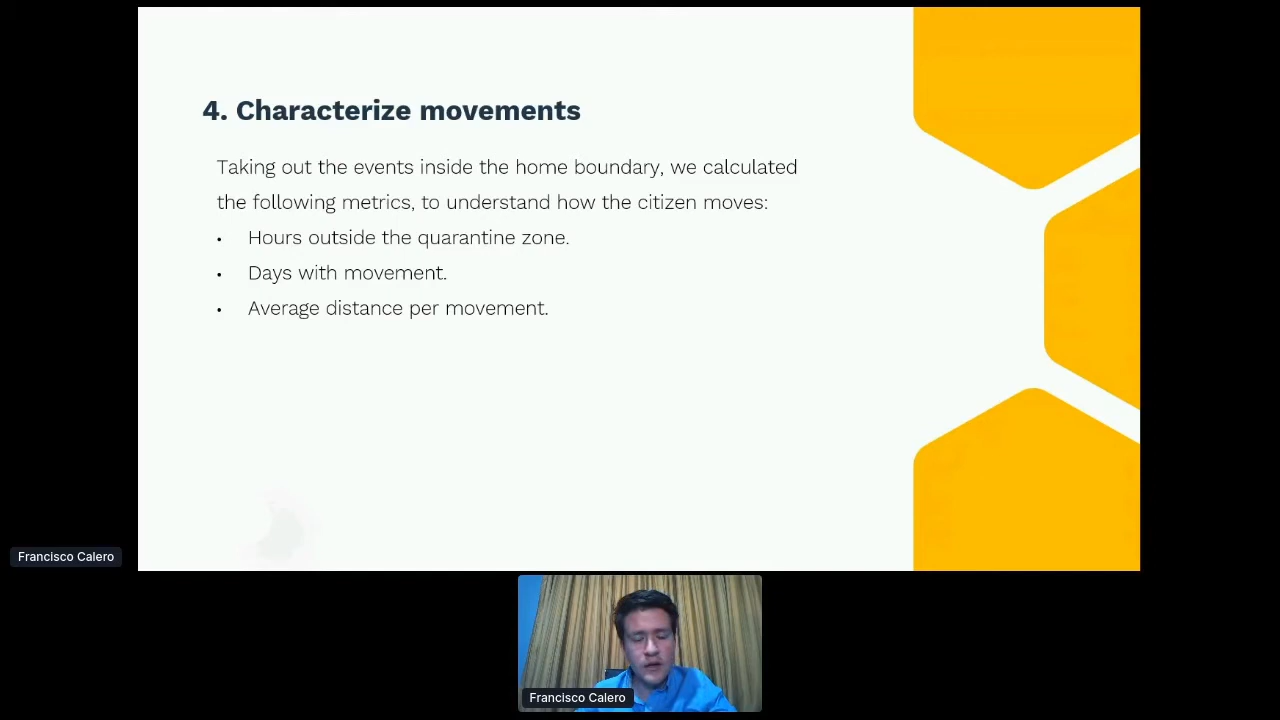 4. Characterize movements
Taking out the events inside the home boundary, we calculated
the following metrics, to understand how the citizen moves:
• Hours outside the quarantine zone.
• Days with movement.
• Average distance per movement.
Francisco Calero
Francisco Calero